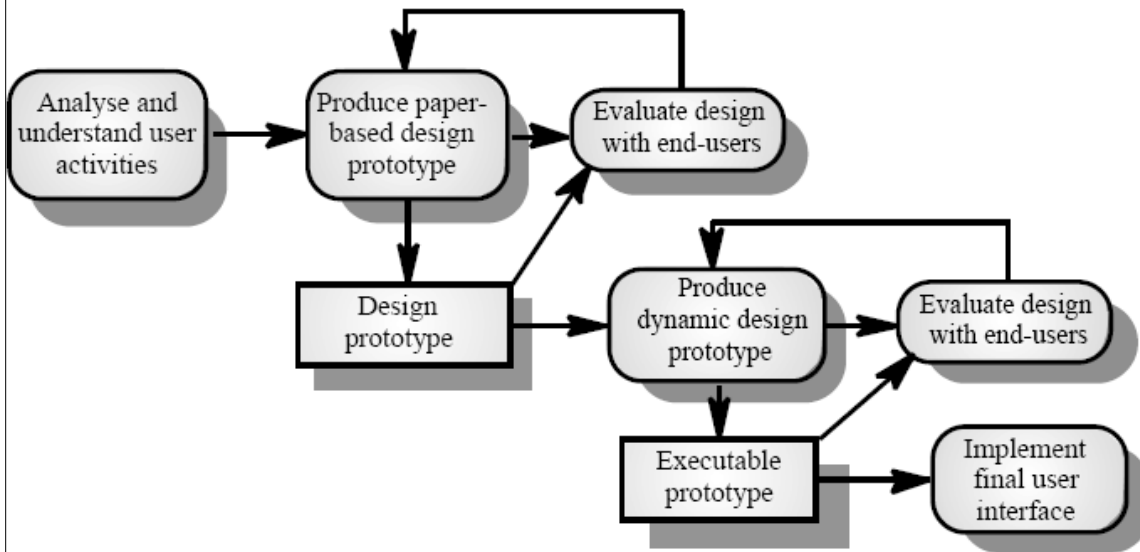 Analyse and
understand user
activities
Produce paper-
based design
prototype
Evaluate design
with end-users
Design
prototype
Produce
dynamic design
prototype
Evaluate design
with end-users
Executable
prototype
Implement
final user
interface